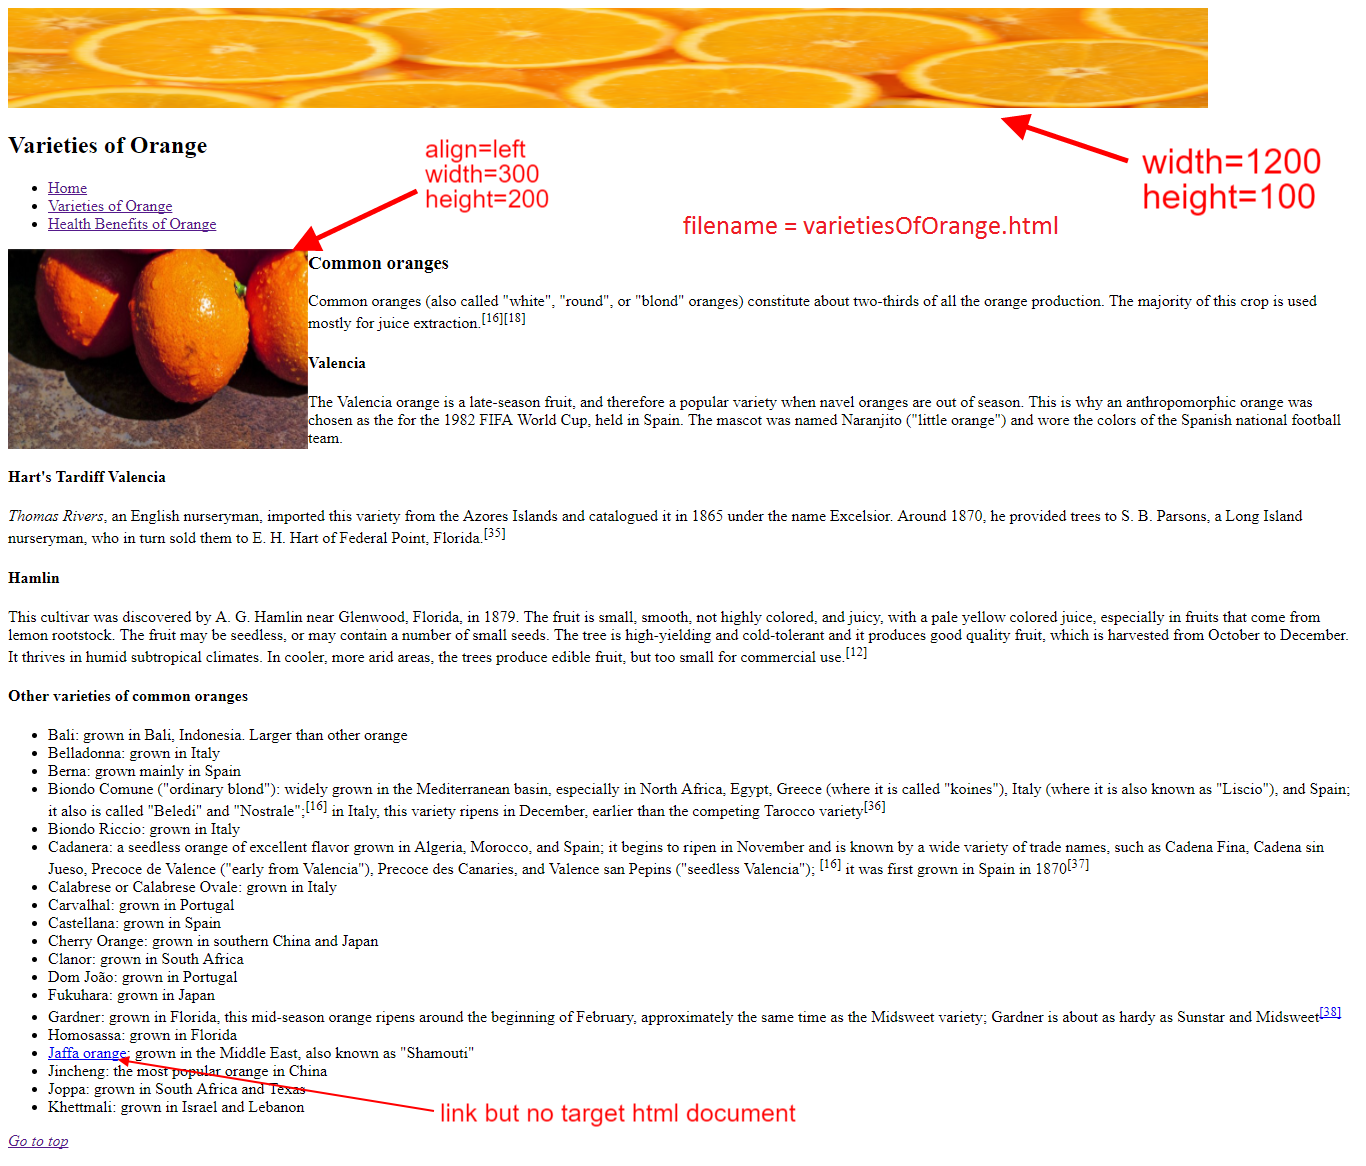 Varieties of Orange
align=left
width=300
height=200
width=1200
height=100
Home
Varieties of Orange
Health Benefits of Orange
filename = varietiesOfOrange.html
Common oranges
Common oranges (also called "white", "round", or "blond" oranges) constitute about two-thirds of all the orange production. The majority of this crop is used
mostly for juice extraction.[16][18]
Valencia
The Valencia orange is a late-season fruit, and therefore a popular variety when navel oranges are out of season. This is why an anthropomorphic orange was
chosen as the for the 1982 FIFA World Cup, held in Spain. The mascot was named Naranjito ("little orange") and wore the colors of the Spanish national football
team.
Hart's Tardiff Valencia
Thomas Rivers, an English nurseryman, imported this variety from the Azores Islands and catalogued it in 1865 under the name Excelsior. Around 1870, he provided trees to S. B. Parsons, a Long Island
nurseryman, who in turn sold them to E. H. Hart of Federal Point, Florida.[35]
Hamlin
This cultivar was discovered by A. G. Hamlin near Glenwood, Florida, in 1879. The fruit is small, smooth, not highly colored, and juicy, with a pale yellow colored juice, especially in fruits that come from
lemon rootstock. The fruit may be seedless, or may contain a number of small seeds. The tree is high-yielding and cold-tolerant and it produces good quality fruit, which is harvested from October to December.
It thrives in humid subtropical climates. In cooler, more arid areas, the trees produce edible fruit, but too small for commercial use.[12]
Other varieties of common oranges
Bali: grown in Bali, Indonesia. Larger than other orange
Belladonna: grown in Italy
Berna: grown mainly in Spain
Biondo Comune ("ordinary blond"): widely grown in the Mediterranean basin, especially in North Africa, Egypt, Greece (where it is called "koines"), Italy (where it is also known as "Liscio"), and Spain;
it also is called "Beledi" and "Nostrale";[16] in Italy, this variety ripens in December, earlier than the competing Tarocco variety[36]
Biondo Riccio: grown in Italy
Cadanera: a seedless orange of excellent flavor grown in Algeria, Morocco, and Spain; it begins to ripen in November and is known by a wide variety of trade names, such as Cadena Fina, Cadena sin
Jueso, Precoce de Valence ("early from Valencia"), Precoce des Canaries, and Valence san Pepins ("seedless Valencia"); [16] it was first grown in Spain in 1870[37]
Calabrese or Calabrese Ovale: grown in Italy
Carvalhal: grown in Portugal
Castellana: grown in Spain
Cherry Orange: grown in southern China and Japan
Clanor: grown in South Africa
Dom João: grown in Portugal
Fukuhara: grown in Japan
Gardner: grown in Florida, this mid-season orange ripens around the beginning of February, approximately the same time as the Midsweet variety; Gardner is about as hardy as Sunstar and Midsweet[38]
Homosassa: grown in Florida
Jaffa orange: grown in the Middle East, also known as "Shamouti"
Jincheng: the most popular orange in China
Joppa: grown in South Africa and Texas
Khettmali: grown in Israel and Lebanon
link but no target html document
Go to top